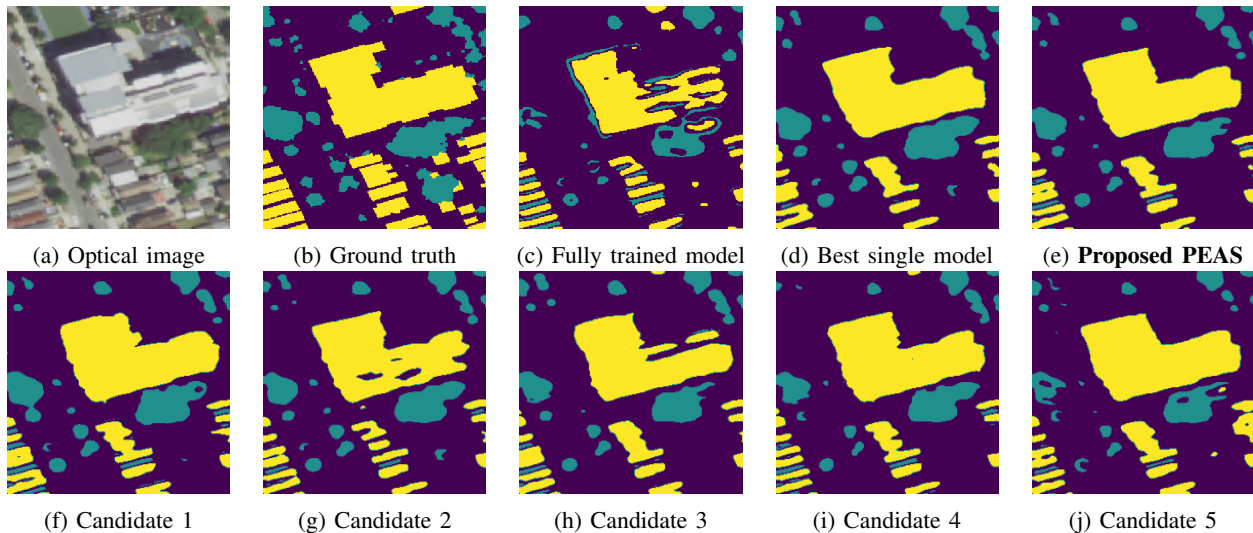 (a) Optical image
(b) Ground truth
(c) Fully trained model
(d) Best single model
(e) Proposed PEAS
(f) Candidate 1
(g) Candidate 2
(h) Candidate 3
(i) Candidate 4
(j) Candidate 5